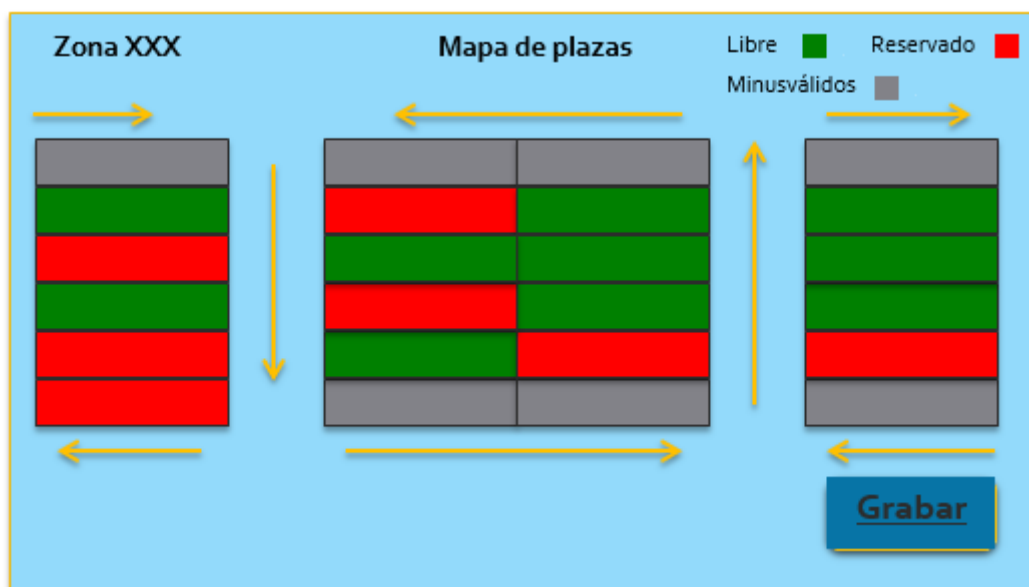 Zona XXX
Mapa de plazas
Libre
Reservado
Minusválidos
Grabar